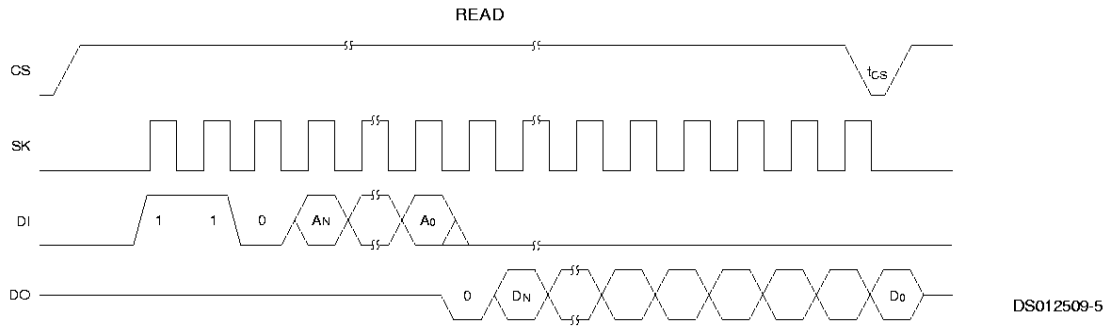 READ
CS
tCS
SK
DI
1 1 0 AN A0
DO
0 DN D0
DS012509-5